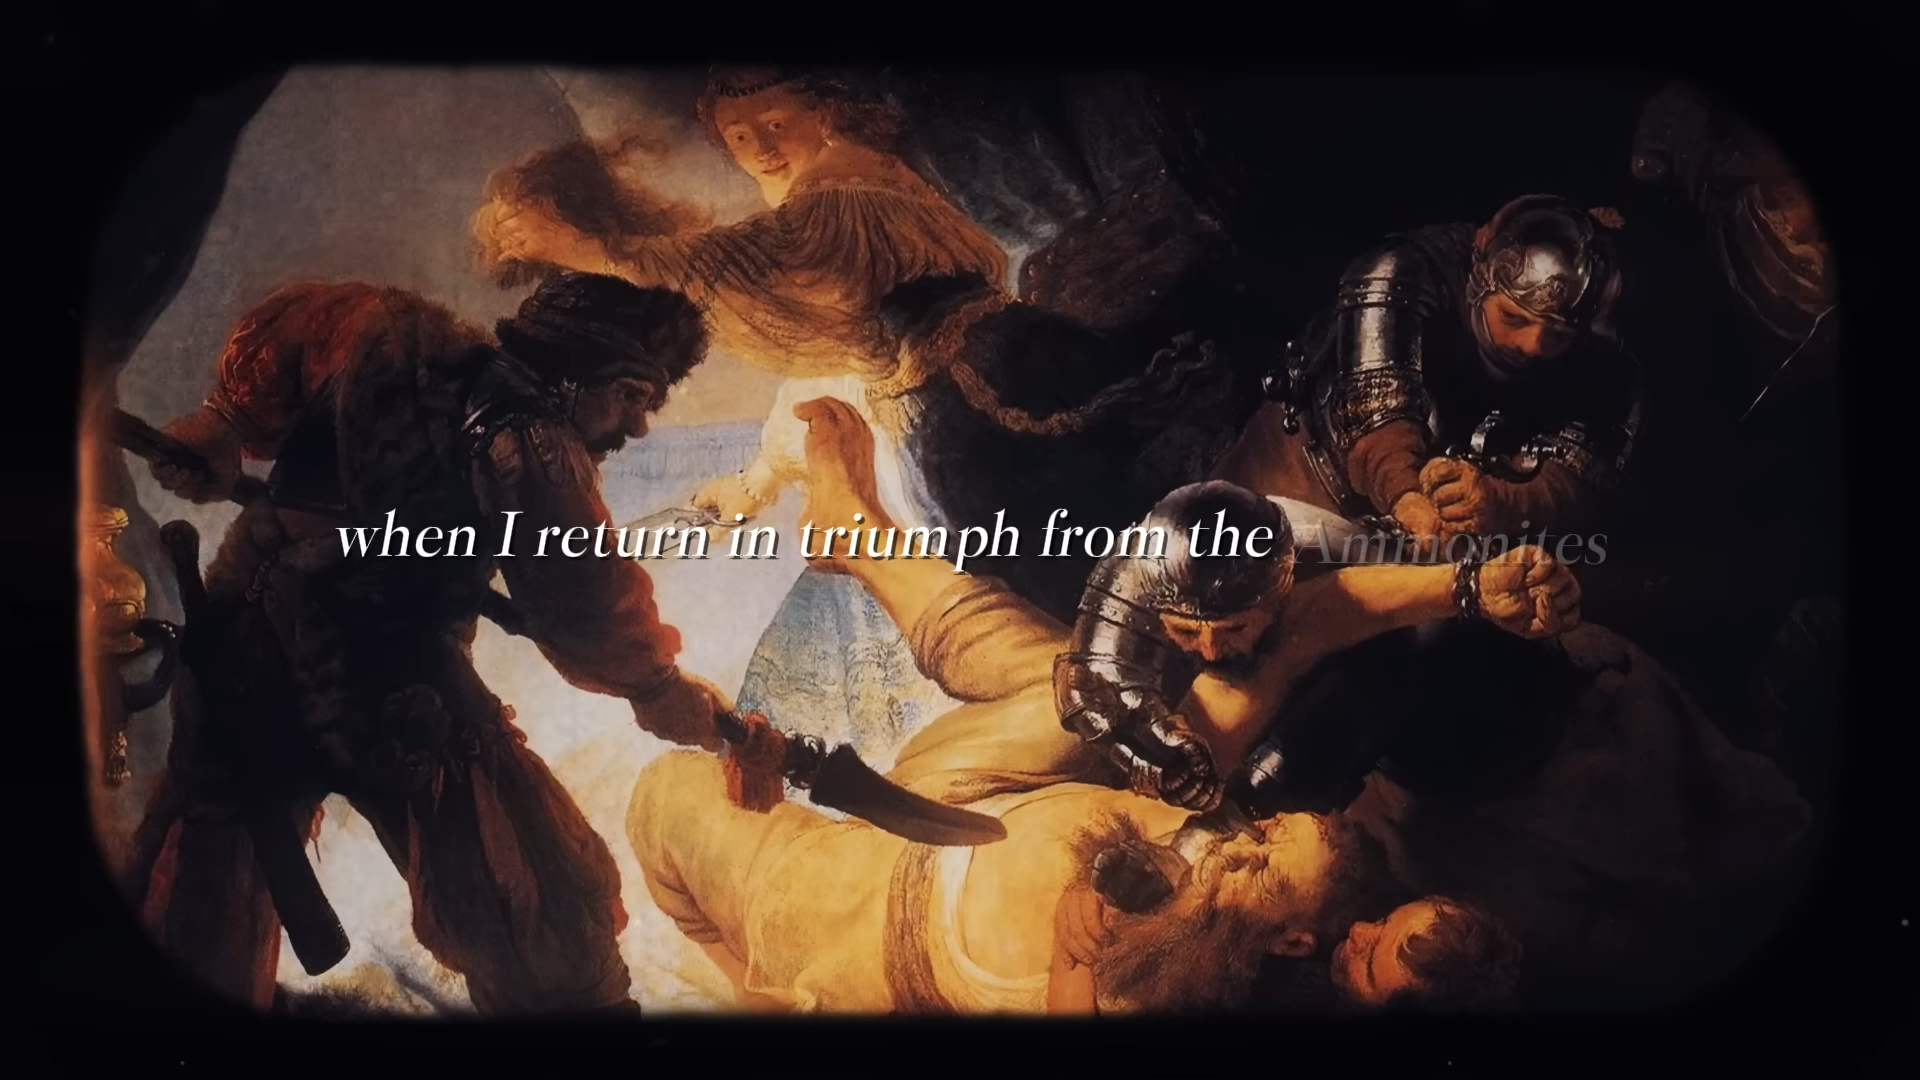 when I return in triumph from the Ammonites